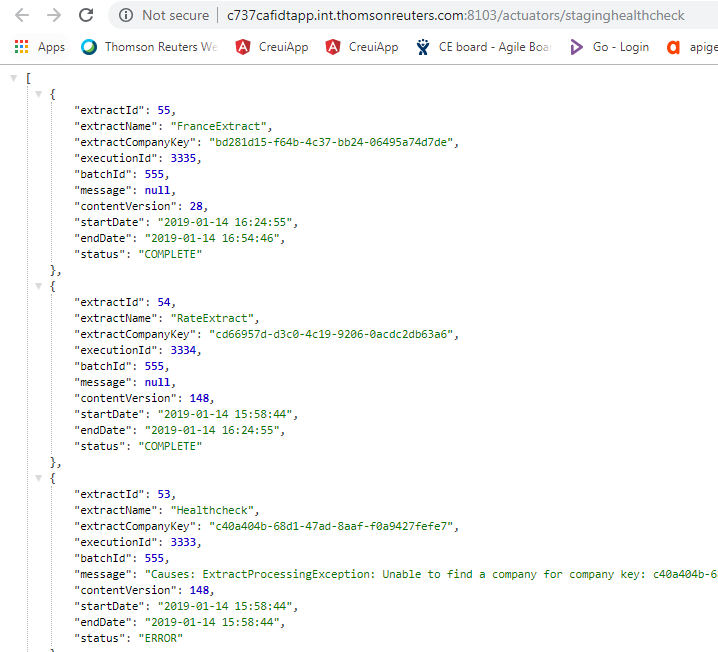 Not secure | c737cafidtapp.int.thomsonreuters.com:8103/actuators/staginghealthcheck
Apps Thomson Reuters We CreuiApp CreuiApp CE board - Agile Boa Go - Login apige
[
{
"extractId": 55,
"extractName": "FranceExtract",
"extractCompanyKey": "bd281d15-f64b-4c37-bb24-06495a74d7de",
"executionId": 3335,
"batchId": 555,
"message": null,
"contentVersion": 28,
"startDate": "2019-01-14 16:24:55",
"endDate": "2019-01-14 16:54:46",
"status": "COMPLETE"
},
{
"extractId": 54,
"extractName": "RateExtract",
"extractCompanyKey": "cd66957d-d3c0-4c19-9206-0acdc2db63a6",
"executionId": 3334,
"batchId": 555,
"message": null,
"contentVersion": 148,
"startDate": "2019-01-14 15:58:44",
"endDate": "2019-01-14 16:24:55",
"status": "COMPLETE"
},
{
"extractId": 53,
"extractName": "Healthcheck",
"extractCompanyKey": "c40a404b-68d1-47ad-8aaf-f0a9427fefe7",
"executionId": 3333,
"batchId": 555,
"message": "Causes: ExtractProcessingException: Unable to find a company for company key: c40a404b-6
"contentVersion": 148,
"startDate": "2019-01-14 15:58:44",
"endDate": "2019-01-14 15:58:44",
"status": "ERROR"